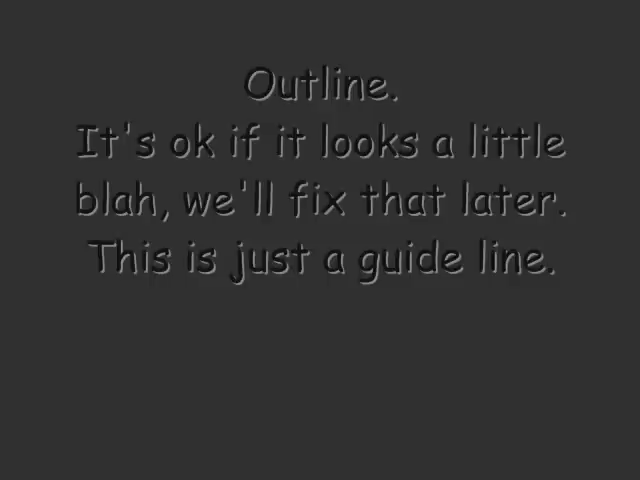 Outline.
It's ok if it looks a little
blah, we'll fix that later.
This is just a guide line.